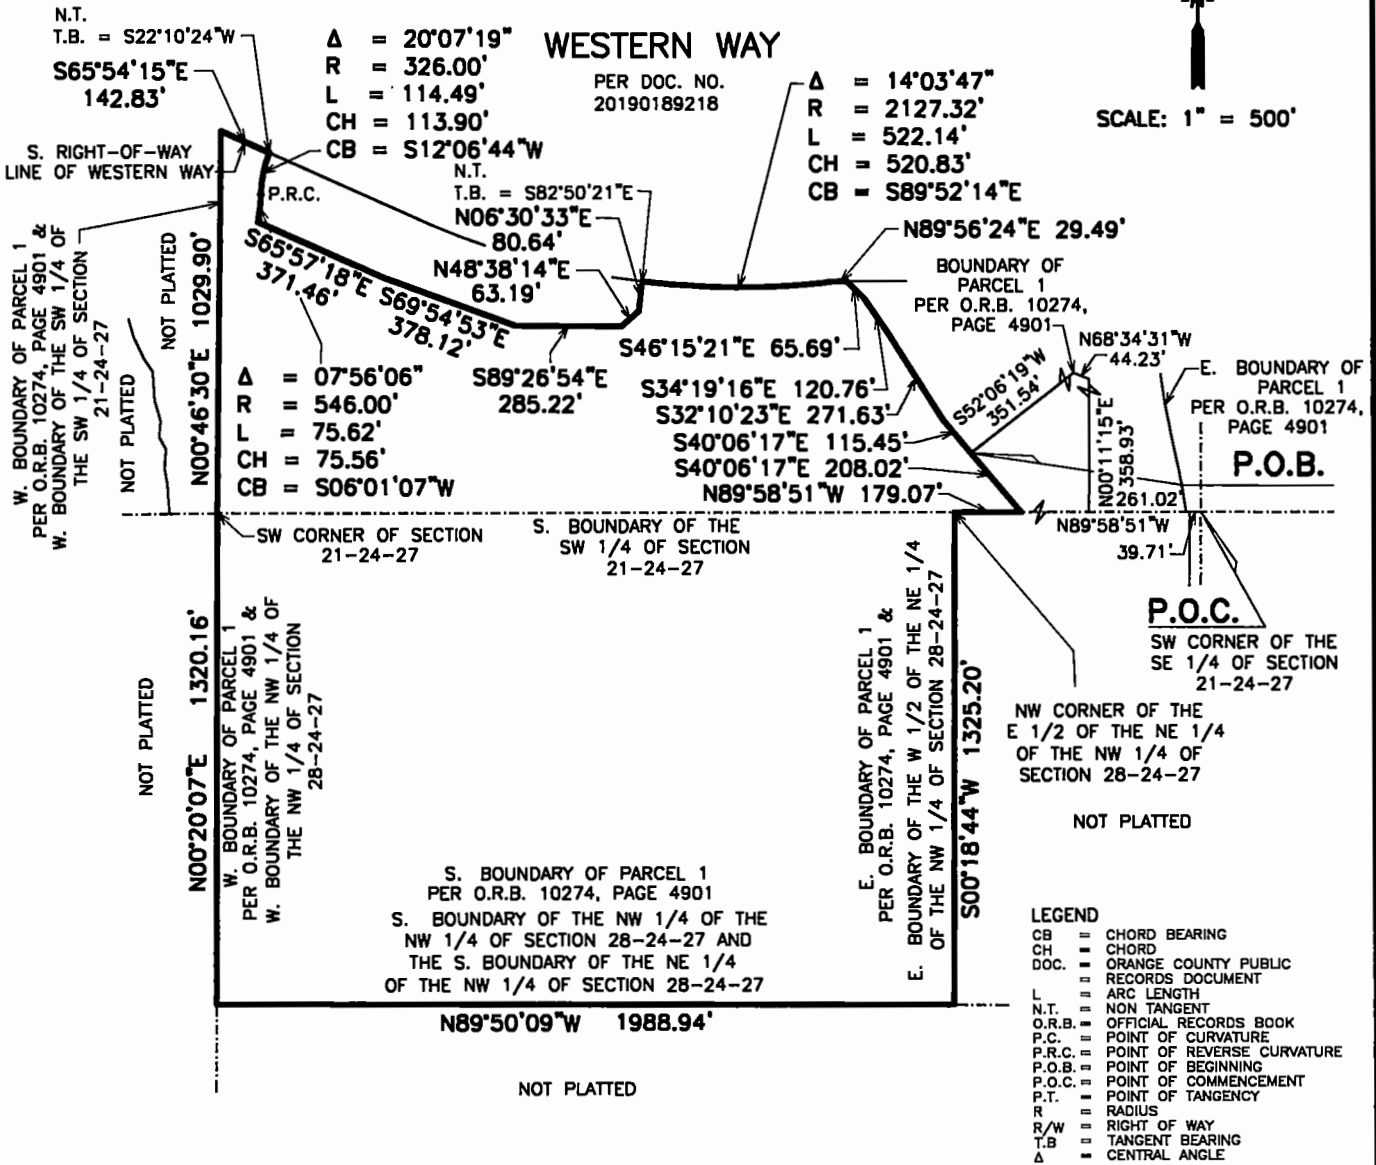 N.T.
T.B. = S22°10'24"W
S65°54'15"E
142.83'
Δ = 20°07'19"
R = 326.00'
L = 114.49'
CH = 113.90'
CB = S12°06'44"W
WESTERN WAY
PER DOC. NO.
20190189218
Δ = 14°03'47"
R = 2127.32'
L = 522.14'
CH = 520.83'
CB = S89°52'14"E
SCALE: 1" = 500'
S. RIGHT-OF-WAY
LINE OF WESTERN WAY
P.R.C.
N.T.
T.B. = S82°50'21"E
N06°30'33"E
80.64'
N48°38'14"E
63.19'
N89°56'24"E 29.49'
BOUNDARY OF
PARCEL 1
PER O.R.B. 10274,
PAGE 4901
N68°34'31"W
44.23'
E. BOUNDARY OF
PARCEL 1
PER O.R.B. 10274,
PAGE 4901
P.O.B.
W. BOUNDARY OF PARCEL 1
PER O.R.B. 10274, PAGE 4901 &
W. BOUNDARY OF THE SW 1/4 OF
THE SW 1/4 OF SECTION
21-24-27
NOT PLATTED
NOT PLATTED
N00°46'30"E 1029.90'
S65°57'18"E
371.46'
S69°54'53"E
378.12'
Δ = 07°56'06"
R = 546.00'
L = 75.62'
CH = 75.56'
CB = S06°01'07"W
S89°26'54"E
285.22'
S46°15'21"E 65.69'
S34°19'16"E 120.76'
S32°10'23"E 271.63'
S40°06'17"E 115.45'
S40°06'17"E 208.02'
N89°58'51"W 179.07'
S52°06'19"W
351.54'
N00°11'15"E
358.93'
261.02'
N89°58'51"W
39.71'
P.O.C.
SW CORNER OF THE
SE 1/4 OF SECTION
21-24-27
SW CORNER OF SECTION
21-24-27
S. BOUNDARY OF THE
SW 1/4 OF SECTION
21-24-27
NOT PLATTED
N00°20'07"E 1320.16'
W. BOUNDARY OF PARCEL 1
PER O.R.B. 10274, PAGE 4901 &
W. BOUNDARY OF THE NW 1/4 OF
THE NW 1/4 OF SECTION
28-24-27
E. BOUNDARY OF PARCEL 1
PER O.R.B. 10274, PAGE 4901 &
E. BOUNDARY OF THE W 1/2 OF THE NE 1/4
OF THE NW 1/4 OF SECTION 28-24-27
S00°18'44"W 1325.20'
NW CORNER OF THE
E 1/2 OF THE NE 1/4
OF THE NW 1/4 OF
SECTION 28-24-27
NOT PLATTED
S. BOUNDARY OF PARCEL 1
PER O.R.B. 10274, PAGE 4901
S. BOUNDARY OF THE NW 1/4 OF THE
NW 1/4 OF SECTION 28-24-27 AND
THE S. BOUNDARY OF THE NE 1/4
OF THE NW 1/4 OF SECTION 28-24-27
N89°50'09"W 1988.94'
NOT PLATTED
LEGEND
CB = CHORD BEARING
CH = CHORD
DOC. = ORANGE COUNTY PUBLIC
= RECORDS DOCUMENT
L = ARC LENGTH
N.T. = NON TANGENT
O.R.B. = OFFICIAL RECORDS BOOK
P.C. = POINT OF CURVATURE
P.R.C. = POINT OF REVERSE CURVATURE
P.O.B. = POINT OF BEGINNING
P.O.C. = POINT OF COMMENCEMENT
P.T. = POINT OF TANGENCY
R = RADIUS
R/W = RIGHT OF WAY
T.B = TANGENT BEARING
Δ = CENTRAL ANGLE